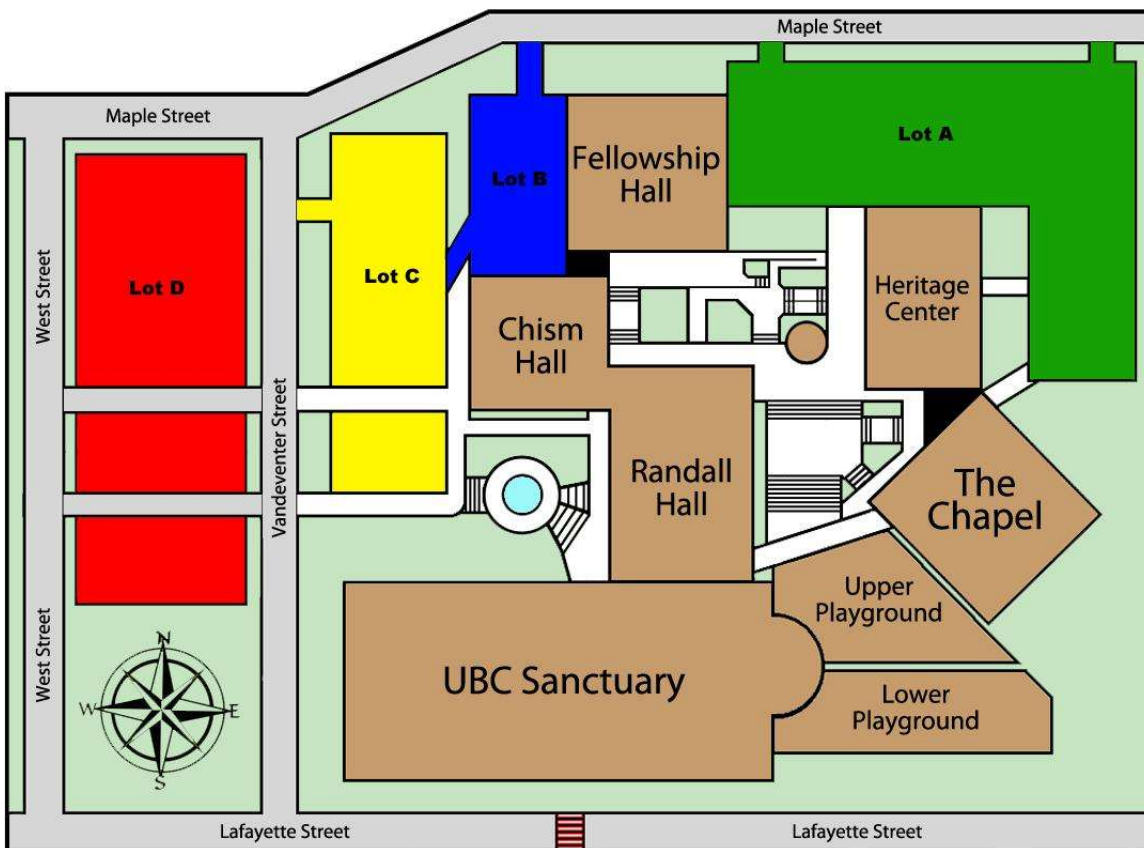 Maple Street
Maple Street
Lot A
Fellowship
Hall
Lot B
Lot C
Lot D
West Street
Vandeventer Street
Heritage
Center
Chism
Hall
Randall
Hall
The
Chapel
Upper
Playground
UBC Sanctuary
Lower
Playground
West Street
N
W
E
S
Lafayette Street
Lafayette Street